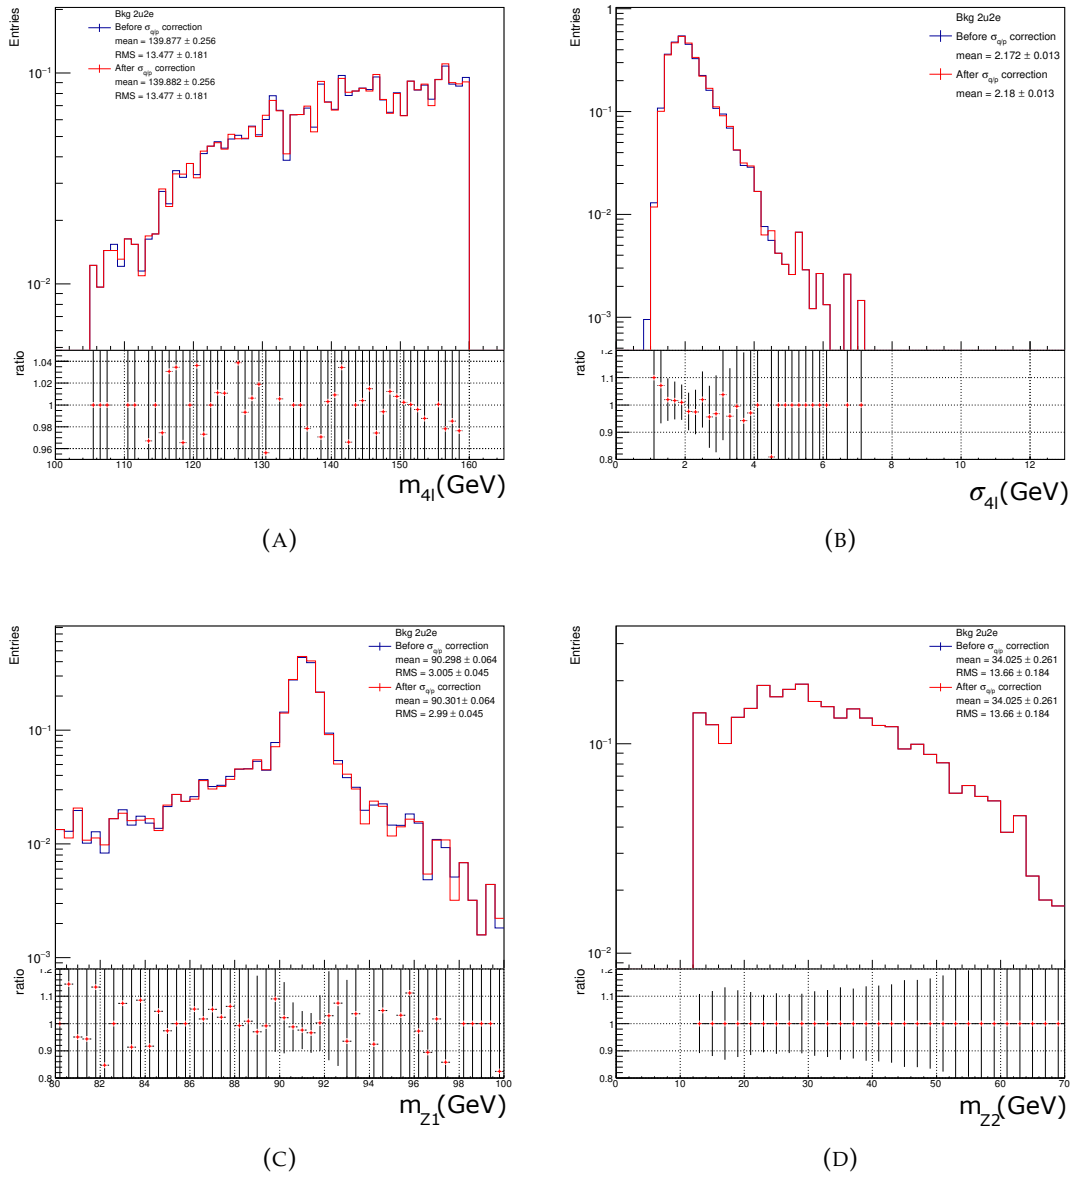 Entries
Bkg 2u2e
Before σq/p correction
mean = 139.877 ± 0.256
RMS = 13.477 ± 0.181
After σq/p correction
mean = 139.882 ± 0.256
RMS = 13.477 ± 0.181
10⁻¹
10⁻²
ratio
1.04
1.02
1
0.98
0.96
100 110 120 130 140 150 160
m4l(GeV)
(A)
Entries
Bkg 2u2e
Before σq/p correction
mean = 2.172 ± 0.013
After σq/p correction
mean = 2.18 ± 0.013
1
10⁻¹
10⁻²
10⁻³
ratio
1.2
1.1
1
0.9
0.8
0 2 4 6 8 10 12
σ4l(GeV)
(B)
Entries
Bkg 2u2e
Before σq/p correction
mean = 90.298 ± 0.064
RMS = 3.005 ± 0.045
After σq/p correction
mean = 90.301± 0.064
RMS = 2.99 ± 0.045
10⁻¹
10⁻²
10⁻³
ratio
1.2
1.1
1
0.9
0.8
80 82 84 86 88 90 92 94 96 98 100
mZ1(GeV)
(C)
Entries
Bkg 2u2e
Before σq/p correction
mean = 34.025 ± 0.261
RMS = 13.66 ± 0.184
After σq/p correction
mean = 34.025 ± 0.261
RMS = 13.66 ± 0.184
10⁻¹
10⁻²
ratio
1.2
1.1
1
0.9
0.8
0 10 20 30 40 50 60 70
mZ2(GeV)
(D)